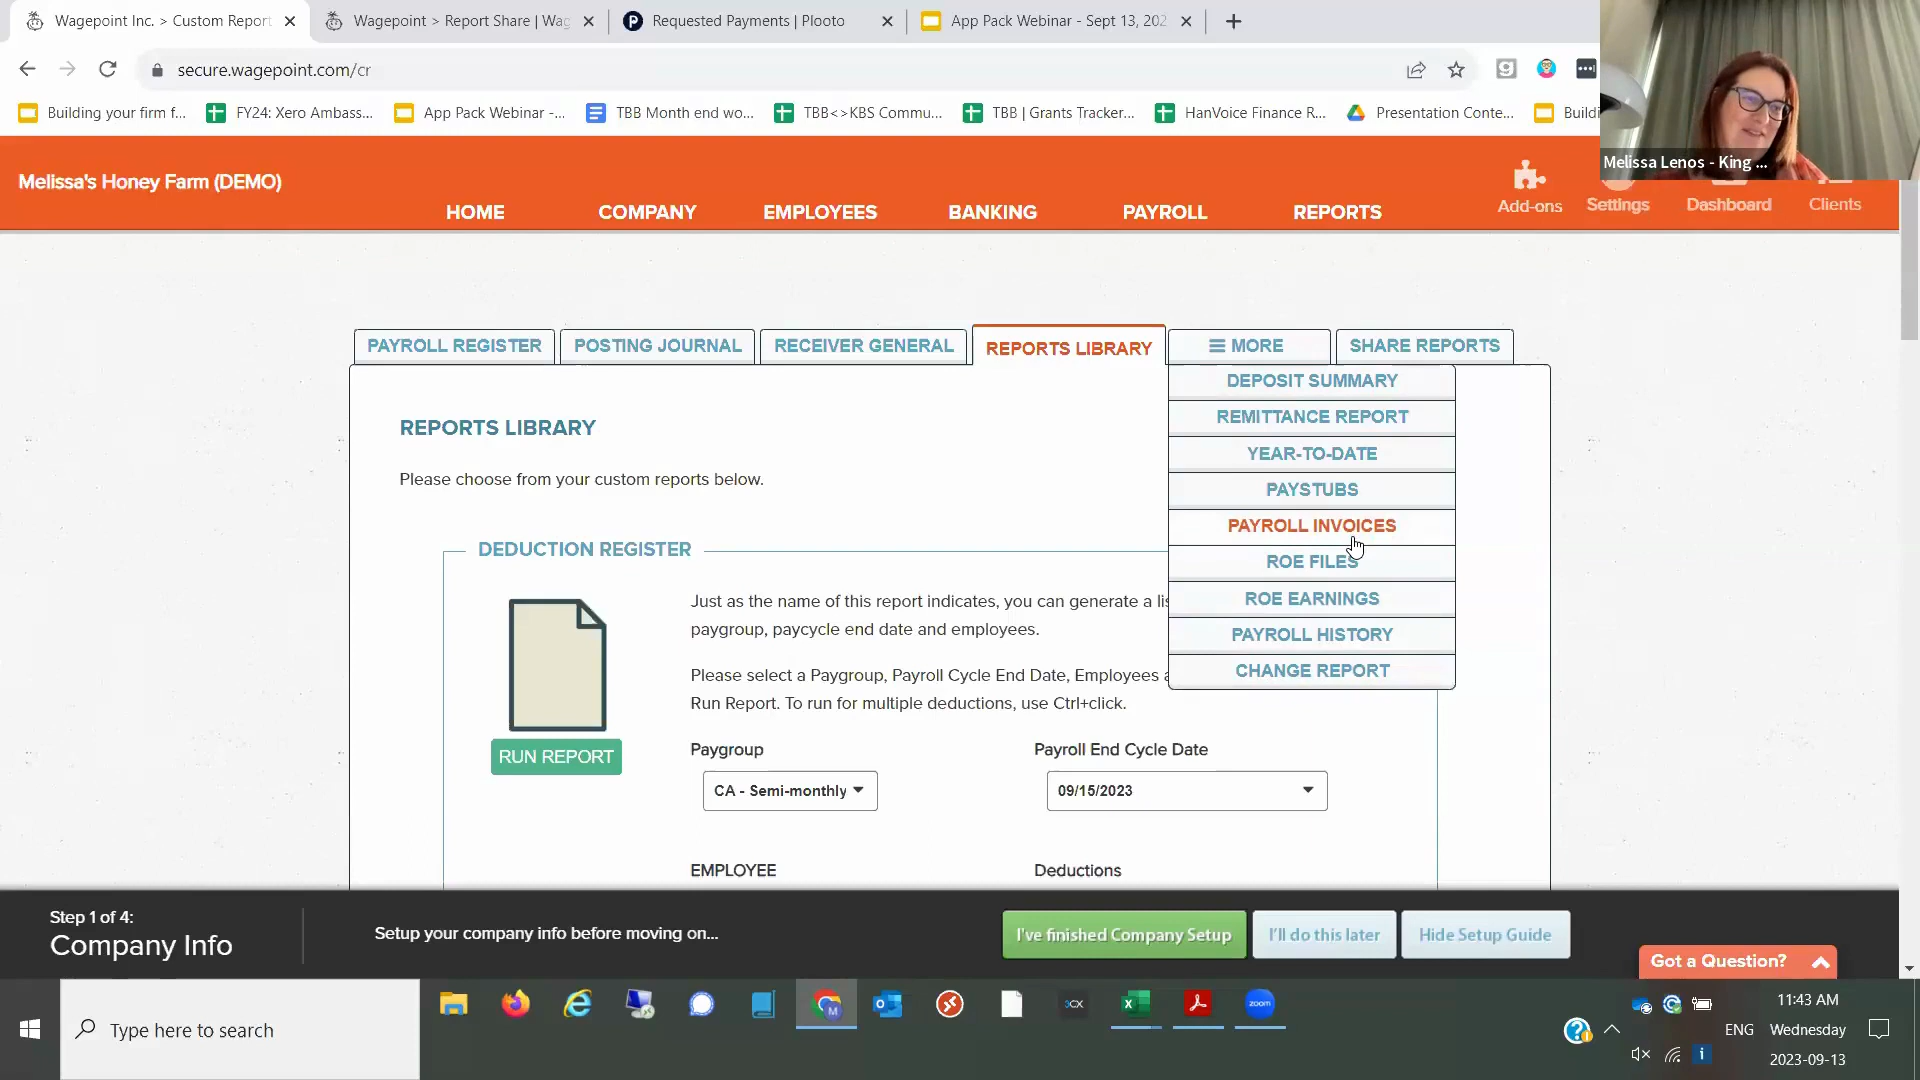 Wagepoint Inc. > Custom Report
Wagepoint > Report Share | Wag
Requested Payments | Plooto
App Pack Webinar - Sept 13, 202
secure.wagepoint.com/cr
Building your firm f...
FY24: Xero Ambass...
App Pack Webinar -...
TBB Month end wo...
TBB<>KBS Commu...
TBB | Grants Tracker...
HanVoice Finance R...
Presentation Conte...
Buildi
Melissa Lenos - King ...
Melissa's Honey Farm (DEMO)
HOME
COMPANY
EMPLOYEES
BANKING
PAYROLL
REPORTS
Add-ons
Settings
Dashboard
Clients
PAYROLL REGISTER
POSTING JOURNAL
RECEIVER GENERAL
REPORTS LIBRARY
MORE
SHARE REPORTS
DEPOSIT SUMMARY
REMITTANCE REPORT
YEAR-TO-DATE
PAYSTUBS
PAYROLL INVOICES
ROE FILES
ROE EARNINGS
PAYROLL HISTORY
CHANGE REPORT
REPORTS LIBRARY
Please choose from your custom reports below.
DEDUCTION REGISTER
Just as the name of this report indicates, you can generate a lis
paygroup, paycycle end date and employees.
Please select a Paygroup, Payroll Cycle End Date, Employees a
Run Report. To run for multiple deductions, use Ctrl+click.
RUN REPORT
Paygroup
Payroll End Cycle Date
CA - Semi-monthly
09/15/2023
EMPLOYEE
Deductions
Step 1 of 4:
Company Info
Setup your company info before moving on...
I've finished Company Setup
I'll do this later
Hide Setup Guide
Got a Question?
Type here to search
3CX
zoom
11:43 AM
ENG
Wednesday
2023-09-13